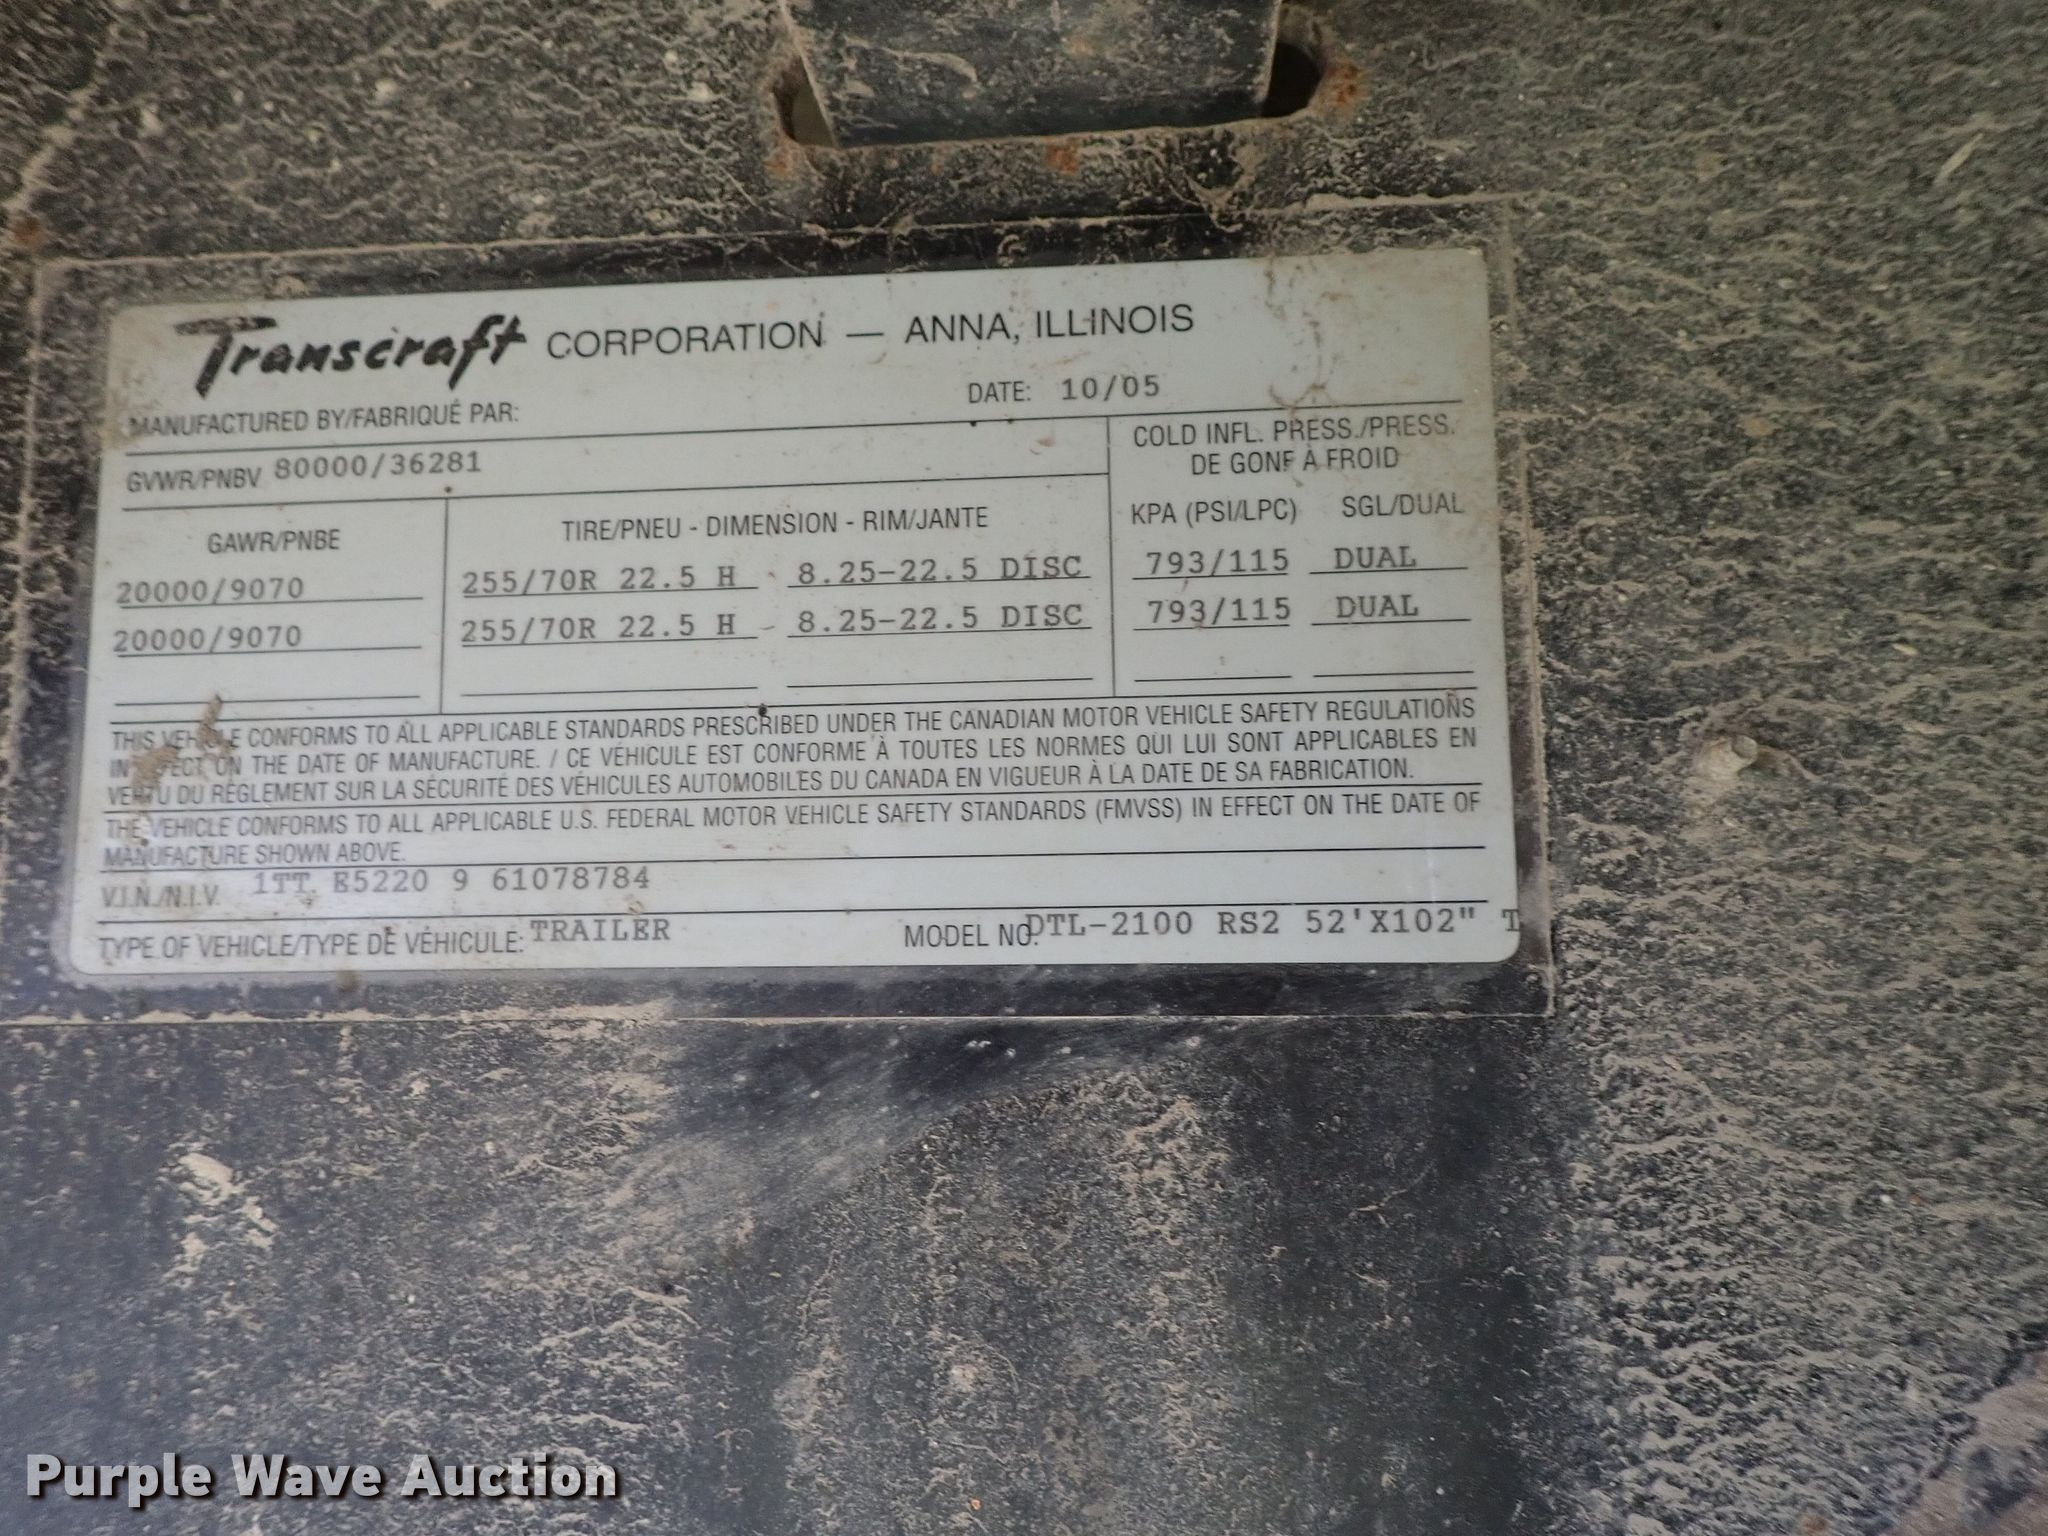 Transcraft CORPORATION — ANNA, ILLINOIS
DATE: 10/05
MANUFACTURED BY/FABRIQUÉ PAR:
GVWR/PNBV 80000/36281
COLD INFL. PRESS./PRESS.
DE GONF À FROID
GAWR/PNBE TIRE/PNEU - DIMENSION - RIM/JANTE KPA (PSI/LPC) SGL/DUAL
20000/9070 255/70R 22.5 H 8.25-22.5 DISC 793/115 DUAL
20000/9070 255/70R 22.5 H 8.25-22.5 DISC 793/115 DUAL
THIS VEHICLE CONFORMS TO ALL APPLICABLE STANDARDS PRESCRIBED UNDER THE CANADIAN MOTOR VEHICLE SAFETY REGULATIONS
IN EFFECT ON THE DATE OF MANUFACTURE. / CE VÉHICULE EST CONFORME À TOUTES LES NORMES QUI LUI SONT APPLICABLES EN
VERTU DU RÈGLEMENT SUR LA SÉCURITÉ DES VÉHICULES AUTOMOBILES DU CANADA EN VIGUEUR À LA DATE DE SA FABRICATION.
THE VEHICLE CONFORMS TO ALL APPLICABLE U.S. FEDERAL MOTOR VEHICLE SAFETY STANDARDS (FMVSS) IN EFFECT ON THE DATE OF
MANUFACTURE SHOWN ABOVE.
V.I.N./N.I.V. 1TT E5220 9 61078784
TYPE OF VEHICLE/TYPE DE VÉHICULE: TRAILER MODEL NO. DTL-2100 RS2 52'X102" T
Purple Wave Auction